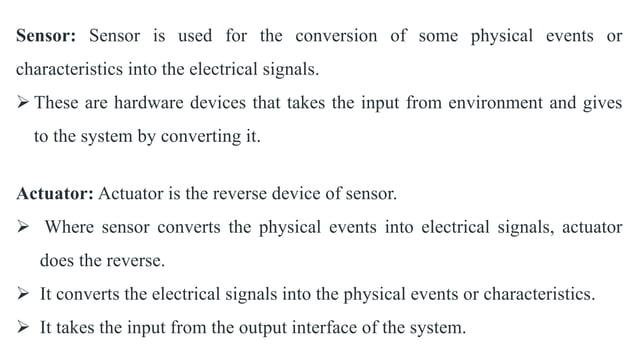 Sensor: Sensor is used for the conversion of some physical events or
characteristics into the electrical signals.
➢ These are hardware devices that takes the input from environment and gives
to the system by converting it.
Actuator: Actuator is the reverse device of sensor.
➢ Where sensor converts the physical events into electrical signals, actuator
does the reverse.
➢ It converts the electrical signals into the physical events or characteristics.
➢ It takes the input from the output interface of the system.